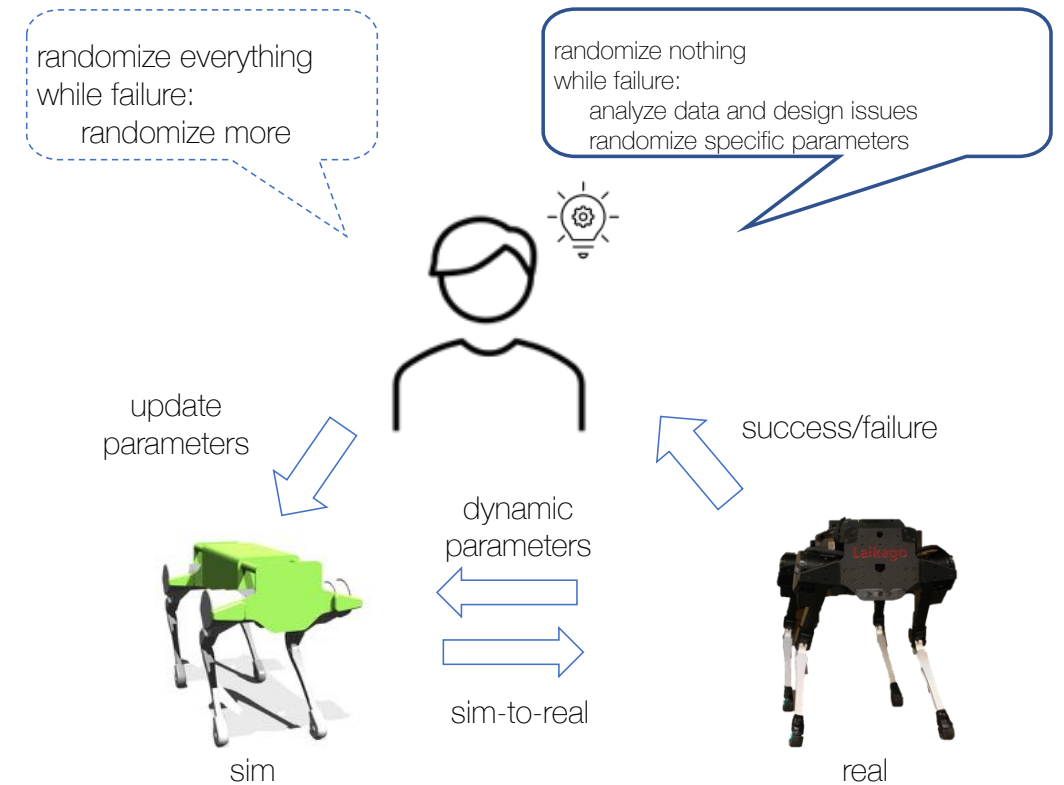 randomize everything
while failure:
randomize more
randomize nothing
while failure:
analyze data and design issues
randomize specific parameters
update
parameters
success/failure
dynamic
parameters
Laikago
sim-to-real
sim
real